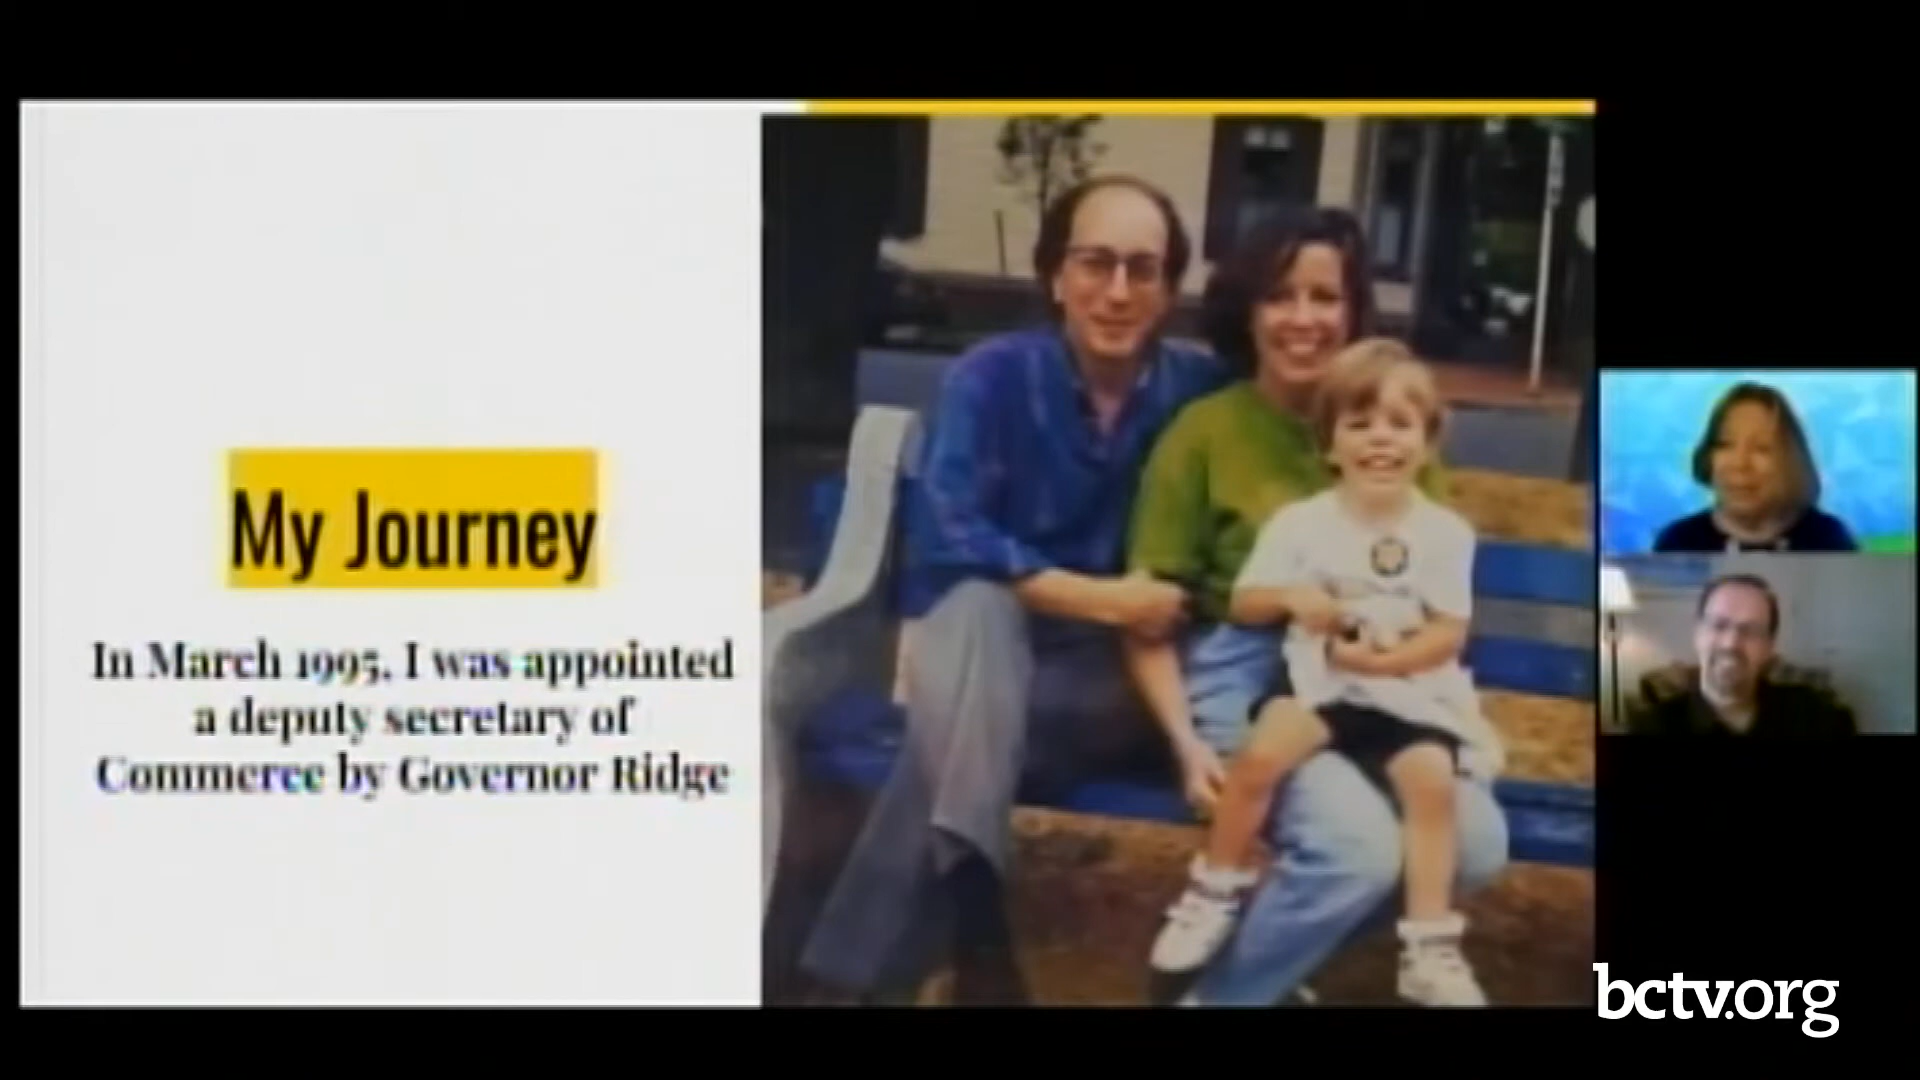 My Journey
In March 1995, I was appointed
a deputy secretary of
Commerce by Governor Ridge
bctv.org